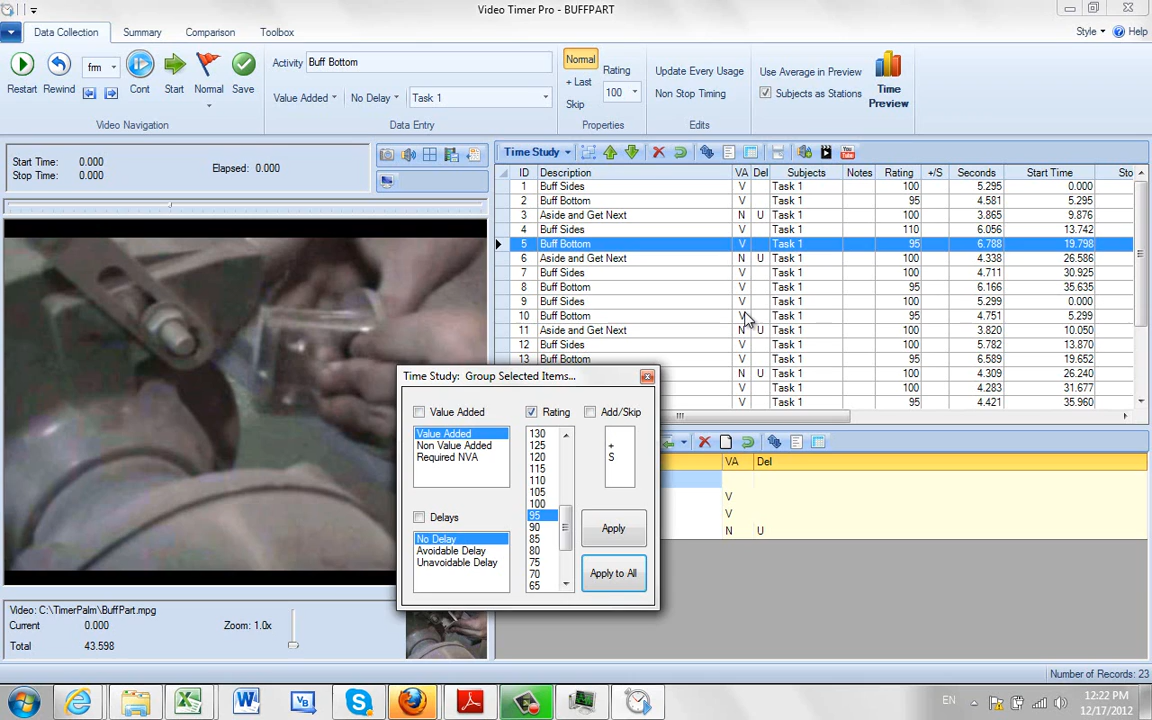 Video Timer Pro - BUFFPART
Data Collection Summary Comparison Toolbox Style Help
Restart Rewind frm Cont Start Normal Save
Video Navigation
Activity Buff Bottom
Value Added No Delay Task 1
Data Entry
Normal
+ Last
Skip
Rating
100
Properties
Update Every Usage
Non Stop Timing
Edits
Use Average in Preview
Subjects as Stations
Time
Preview
Start Time: 0.000
Stop Time: 0.000
Elapsed: 0.000
Time Study
You
Tube
ID Description VA Del Subjects Notes Rating +/S Seconds Start Time Sto
1 Buff Sides V Task 1 100 5.295 0.000
2 Buff Bottom V Task 1 95 4.581 5.295
3 Aside and Get Next N U Task 1 100 3.865 9.876
4 Buff Sides V Task 1 110 6.056 13.742
5 Buff Bottom V Task 1 95 6.788 19.798
6 Aside and Get Next N U Task 1 100 4.338 26.586
7 Buff Sides V Task 1 100 4.711 30.925
8 Buff Bottom V Task 1 95 6.166 35.635
9 Buff Sides V Task 1 100 5.299 0.000
10 Buff Bottom V Task 1 95 4.751 5.299
11 Aside and Get Next N U Task 1 100 3.820 10.050
12 Buff Sides V Task 1 100 5.782 13.870
13 Buff Bottom V Task 1 95 6.589 19.652
N U Task 1 100 4.309 26.240
V Task 1 100 4.283 31.677
V Task 1 95 4.421 35.960
Time Study: Group Selected Items...
Value Added
Value Added
Non Value Added
Required NVA
Delays
No Delay
Avoidable Delay
Unavoidable Delay
Rating
130
125
120
115
110
105
100
95
90
85
80
75
70
65
Add/Skip
+
S
Apply
Apply to All
VA Del
V
V
N U
Video: C:\TimerPalm\BuffPart.mpg
Current 0.000 Zoom: 1.0x
Total 43.598
Number of Records: 23
EN
12:22 PM
12/17/2012